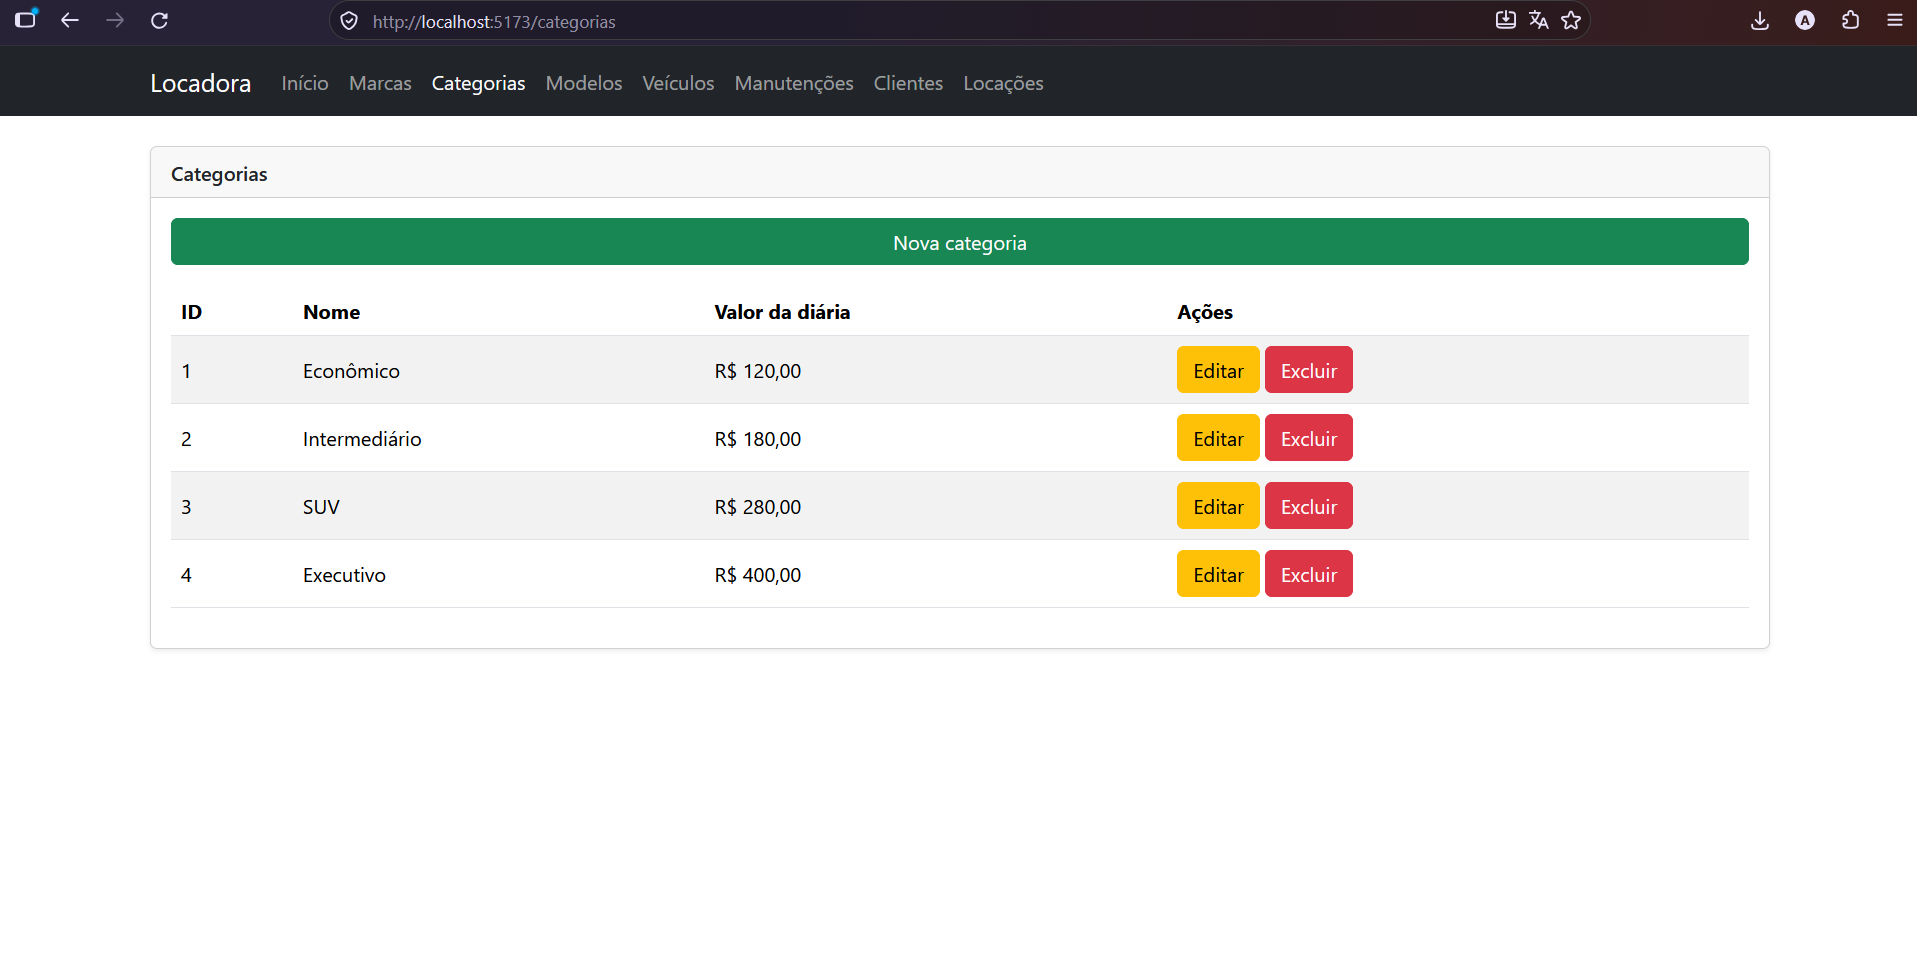 http://localhost:5173/categorias
A
Locadora Início Marcas Categorias Modelos Veículos Manutenções Clientes Locações
Categorias
Nova categoria
ID Nome Valor da diária Ações
1 Econômico R$ 120,00 Editar Excluir
2 Intermediário R$ 180,00 Editar Excluir
3 SUV R$ 280,00 Editar Excluir
4 Executivo R$ 400,00 Editar Excluir